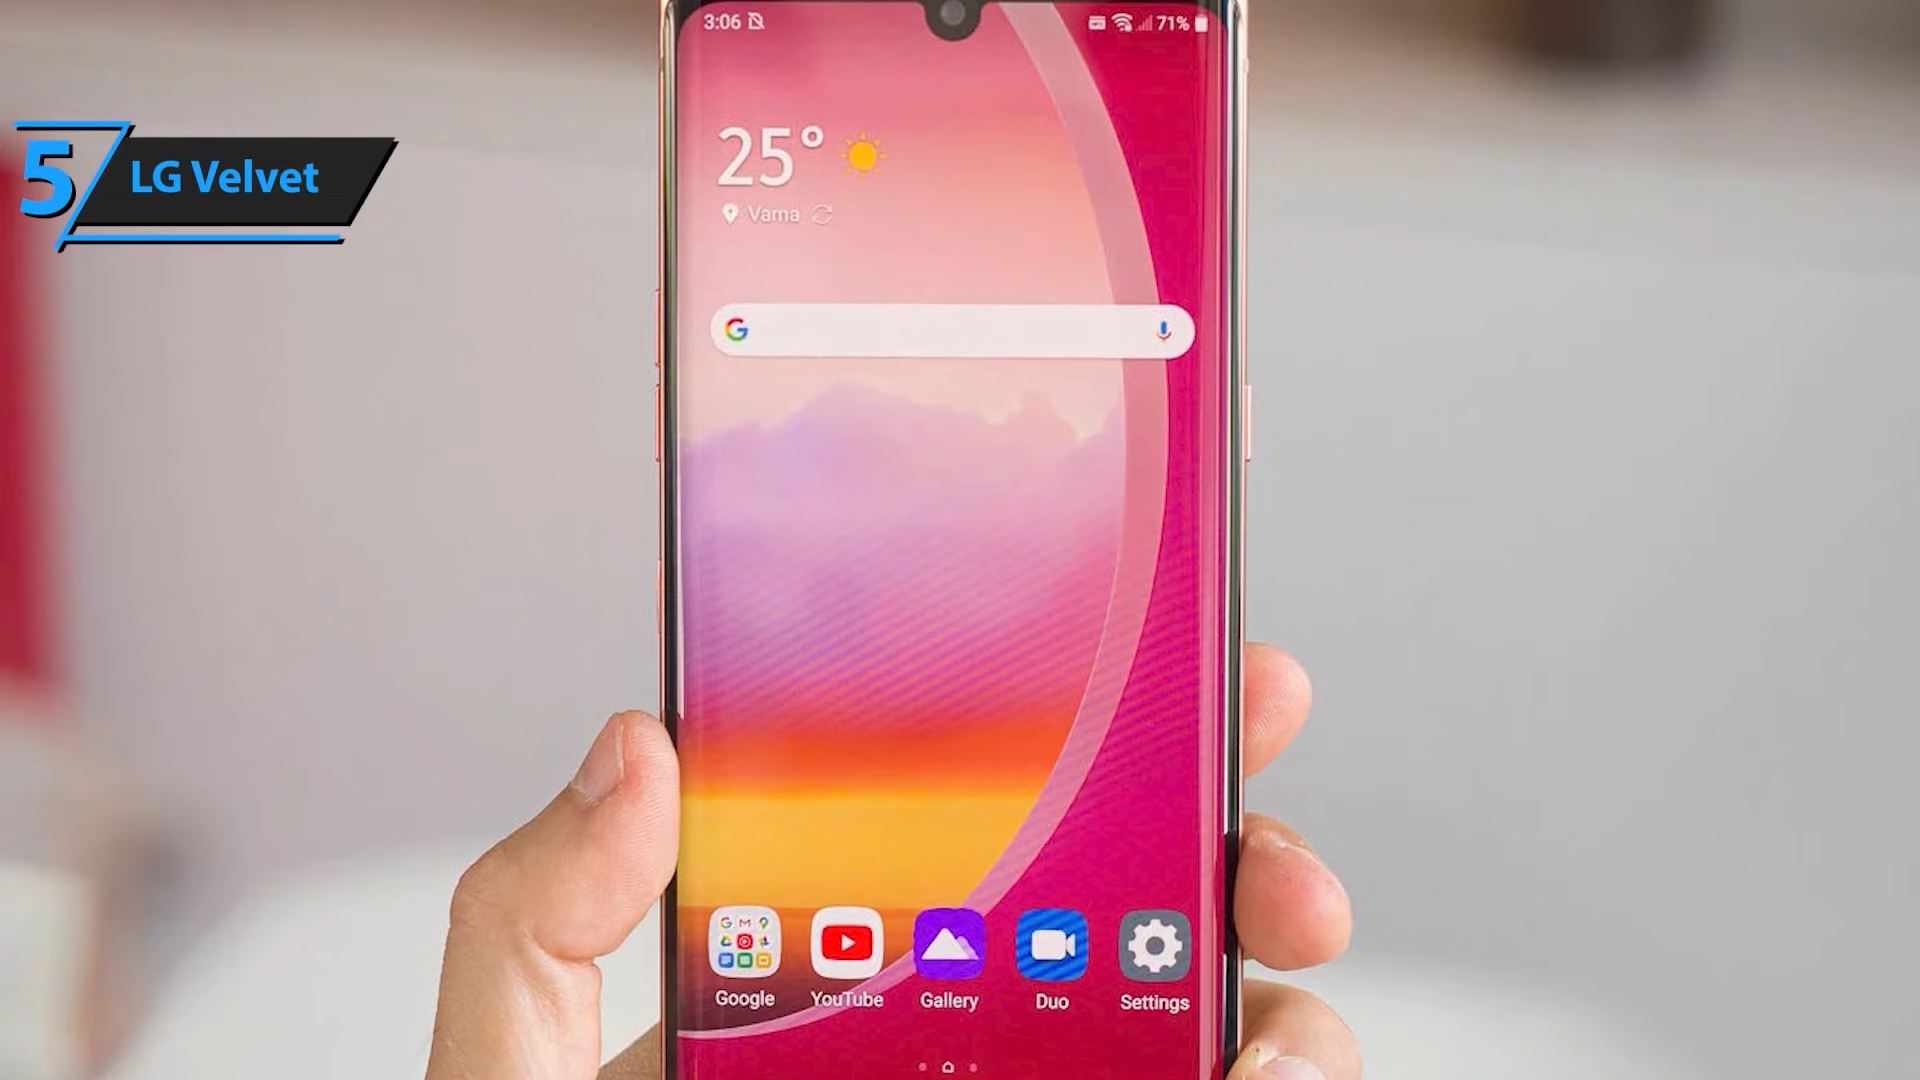 3:06
71%
5 LG Velvet
25°
Varna
Google
YouTube
Gallery
Duo
Settings